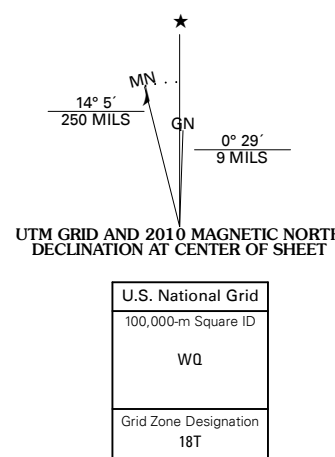 MN
14° 5´
250 MILS
GN
0° 29´
9 MILS
UTM GRID AND 2010 MAGNETIC NORTH
DECLINATION AT CENTER OF SHEET
U.S. National Grid
100,000-m Square ID
WQ
Grid Zone Designation
18T